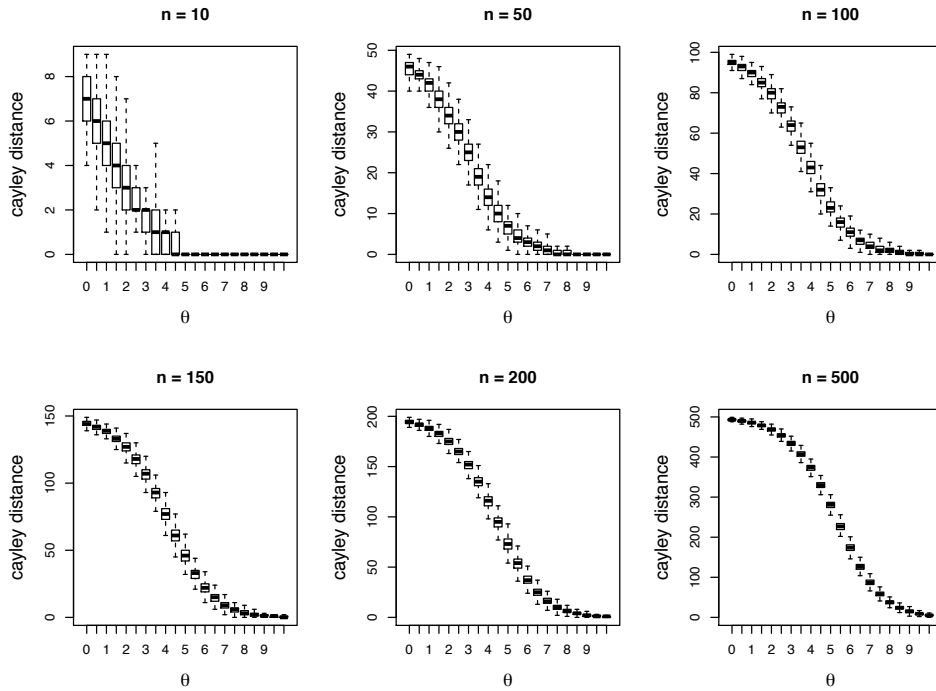 n = 10
cayley distance
0 2 4 6 8
0 1 2 3 4 5 6 7 8 9
θ
n = 50
cayley distance
0 10 20 30 40 50
0 1 2 3 4 5 6 7 8 9
θ
n = 100
cayley distance
0 20 40 60 80 100
0 1 2 3 4 5 6 7 8 9
θ
n = 150
cayley distance
0 50 100 150
0 1 2 3 4 5 6 7 8 9
θ
n = 200
cayley distance
0 50 100 150 200
0 1 2 3 4 5 6 7 8 9
θ
n = 500
cayley distance
0 100 200 300 400 500
0 1 2 3 4 5 6 7 8 9
θ